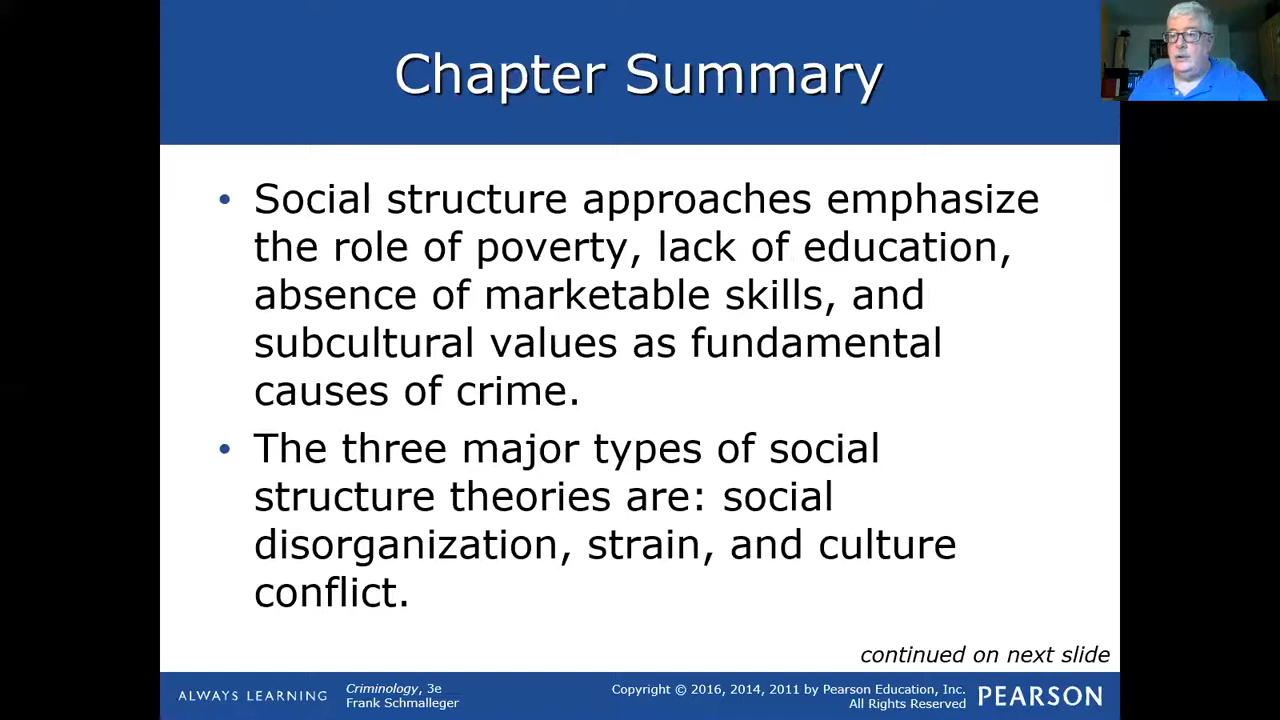 Chapter Summary
• Social structure approaches emphasize
the role of poverty, lack of education,
absence of marketable skills, and
subcultural values as fundamental
causes of crime.
• The three major types of social
structure theories are: social
disorganization, strain, and culture
conflict.
continued on next slide
ALWAYS LEARNING
Criminology, 3e
Frank Schmalleger
Copyright © 2016, 2014, 2011 by Pearson Education, Inc.
All Rights Reserved
PEARSON